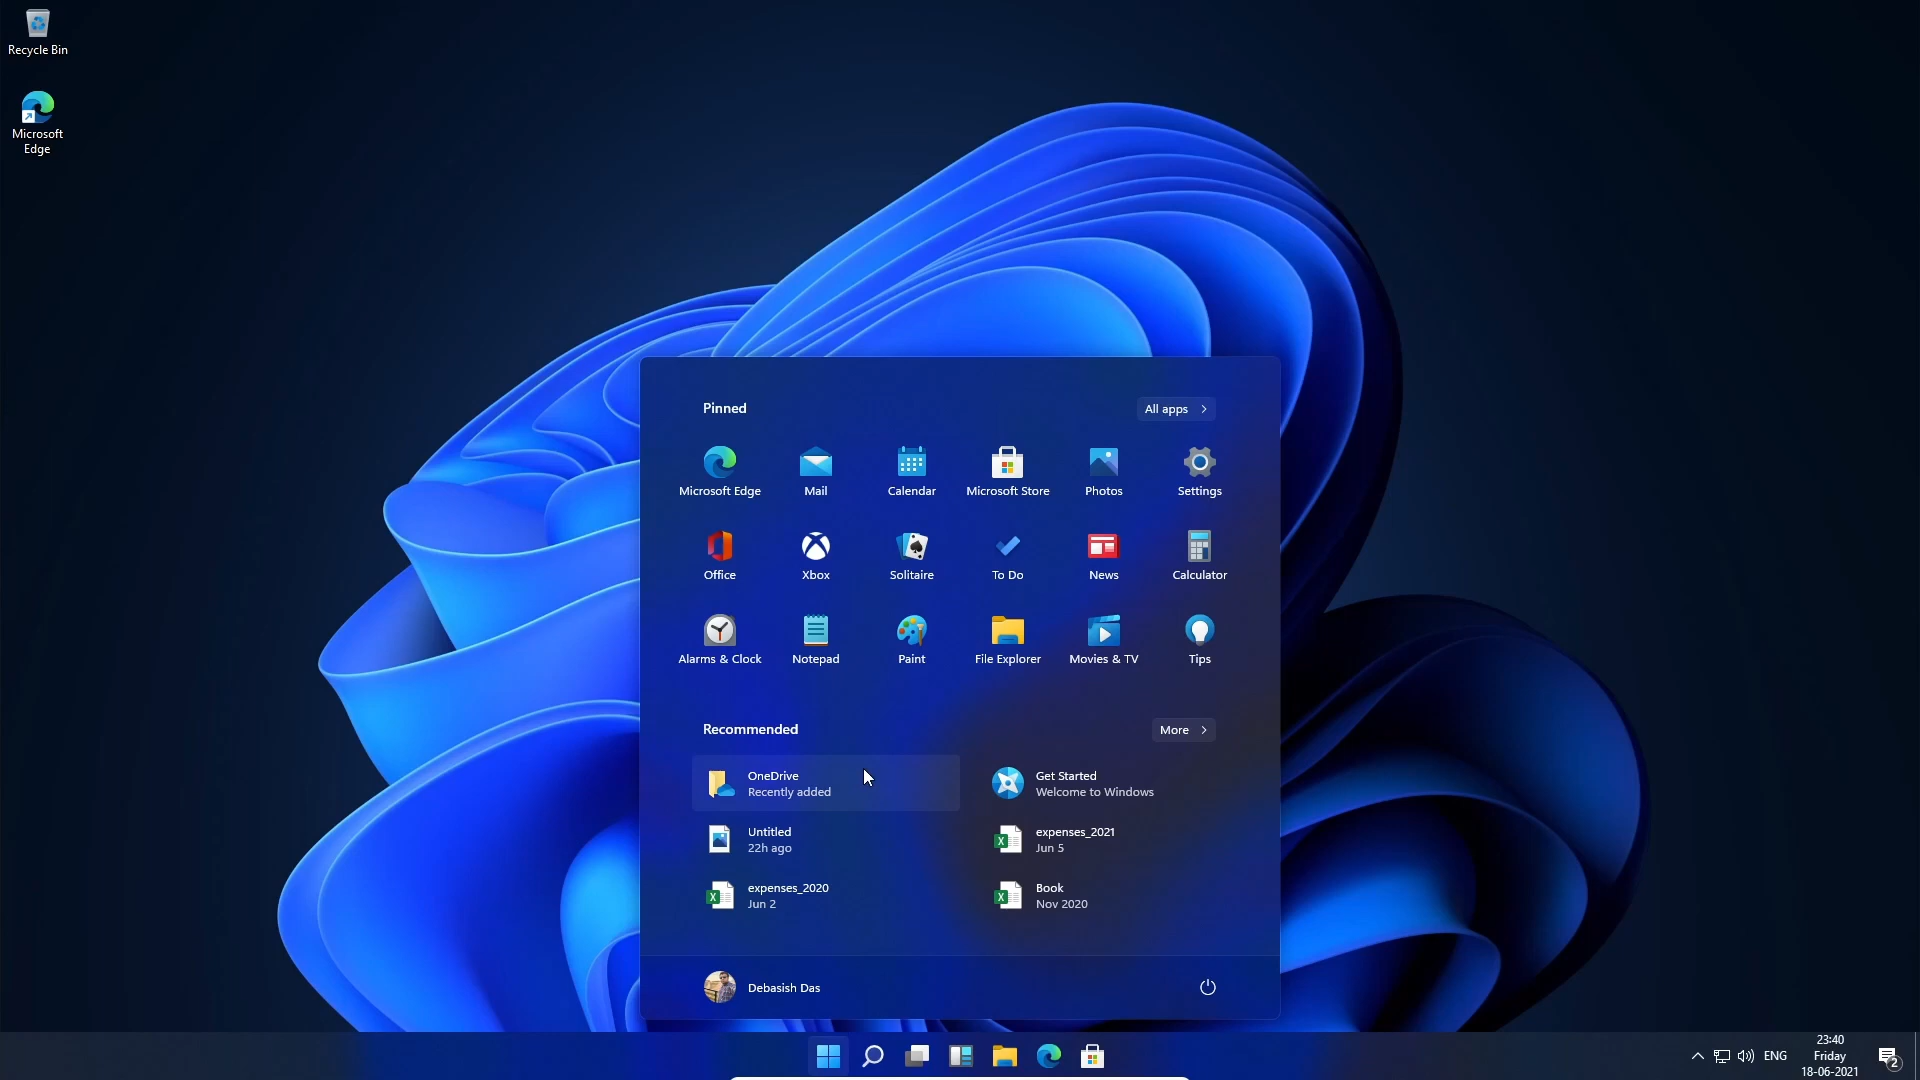 Recycle Bin
Microsoft
Edge
Pinned
All apps
Microsoft Edge
Mail
Calendar
Microsoft Store
Photos
Settings
Office
Xbox
Solitaire
To Do
News
Calculator
Alarms & Clock
Notepad
Paint
File Explorer
Movies & TV
Tips
Recommended
More
OneDrive
Recently added
Get Started
Welcome to Windows
Untitled
22h ago
expenses_2021
Jun 5
expenses_2020
Jun 2
Book
Nov 2020
Debasish Das
ENG
23:40
Friday
18-06-2021
2